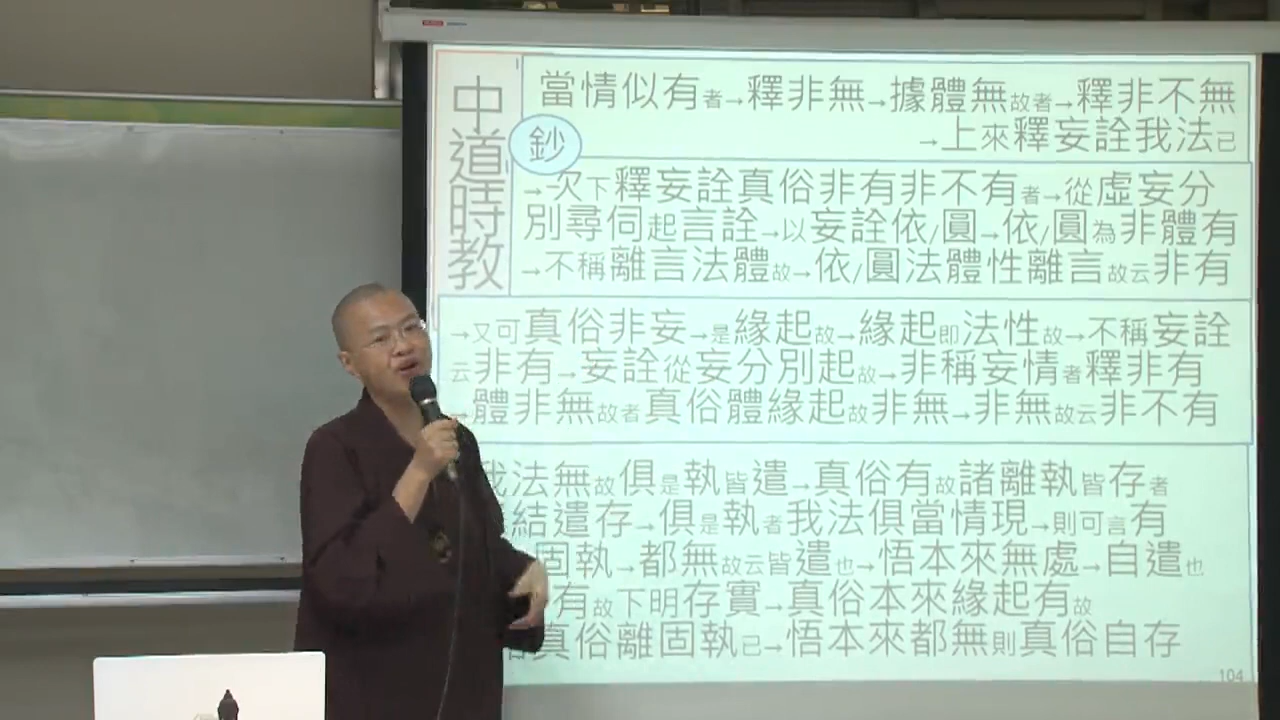 中道時教
鈔
當情似有者→釋非無→據體無故者→釋非不無
→上來釋妄詮我法已
→次下釋妄詮真俗非有非不有者→從虛妄分
別尋伺起言詮→以妄詮依/圓→依/圓為非體有
→不稱離言法體故→依/圓法體性離言故云非有
→又可真俗非妄→是緣起故→緣起即法性故→不稱妄詮
云非有→妄詮從妄分別起故→非稱妄情者釋非有
→體非無故者真俗體緣起故非無→非無故云非不有
我法無故俱是執皆遣→真俗有故諸離執皆存者
結遣存→俱是執者我法俱當情現→則可言有
固執→都無故云皆遣也→悟本來無處→自遣也
有故下明存實→真俗本來緣起有故
真俗離固執已→悟本來都無則真俗自存
104